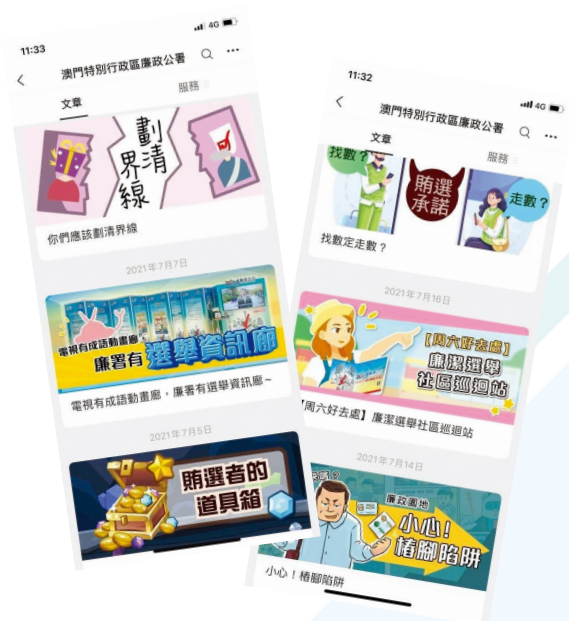 11:33
4G
澳門特別行政區廉政公署
文章
服務
劃清
界線
你們應該劃清界線
2021年7月7日
電視有成語動畫廊
廉署有選舉資訊廊
電視有成語動畫廊，廉署有選舉資訊廊~
2021年7月5日
賄選者的
道具箱
11:32
4G
澳門特別行政區廉政公署
文章
服務
找數？
賄選
承諾
走數？
找數定走數？
2021年7月16日
【周六好去處】
廉潔選舉
社區巡迴站
【周六好去處】廉潔選舉社區巡迴站
2021年7月14日
廉政園地
小心！
樁腳陷阱
小心！樁腳陷阱